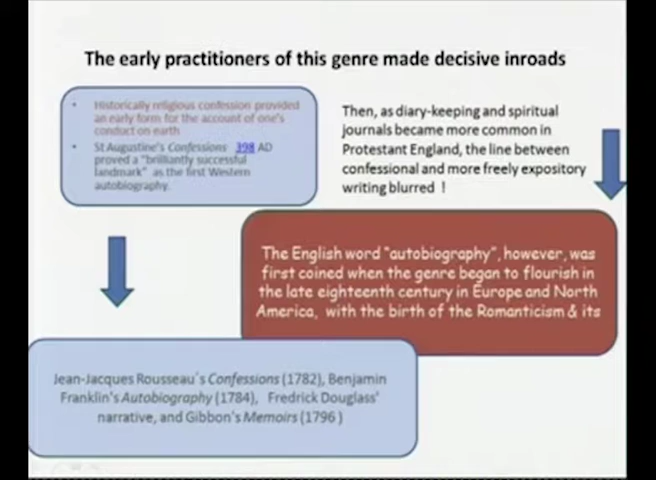 The early practitioners of this genre made decisive inroads
• Historically religious confession provided
an early form for the account of one's
conduct on earth
• St Augustine's Confessions 398 AD
proved a "brilliantly successful
landmark" as the first Western
autobiography.
Then, as diary-keeping and spiritual
journals became more common in
Protestant England, the line between
confessional and more freely expository
writing blurred !
The English word "autobiography", however, was
first coined when the genre began to flourish in
the late eighteenth century in Europe and North
America, with the birth of the Romanticism & its
Jean-Jacques Rousseau's Confessions (1782), Benjamin
Franklin's Autobiography (1784), Fredrick Douglass'
narrative, and Gibbon's Memoirs (1796 )